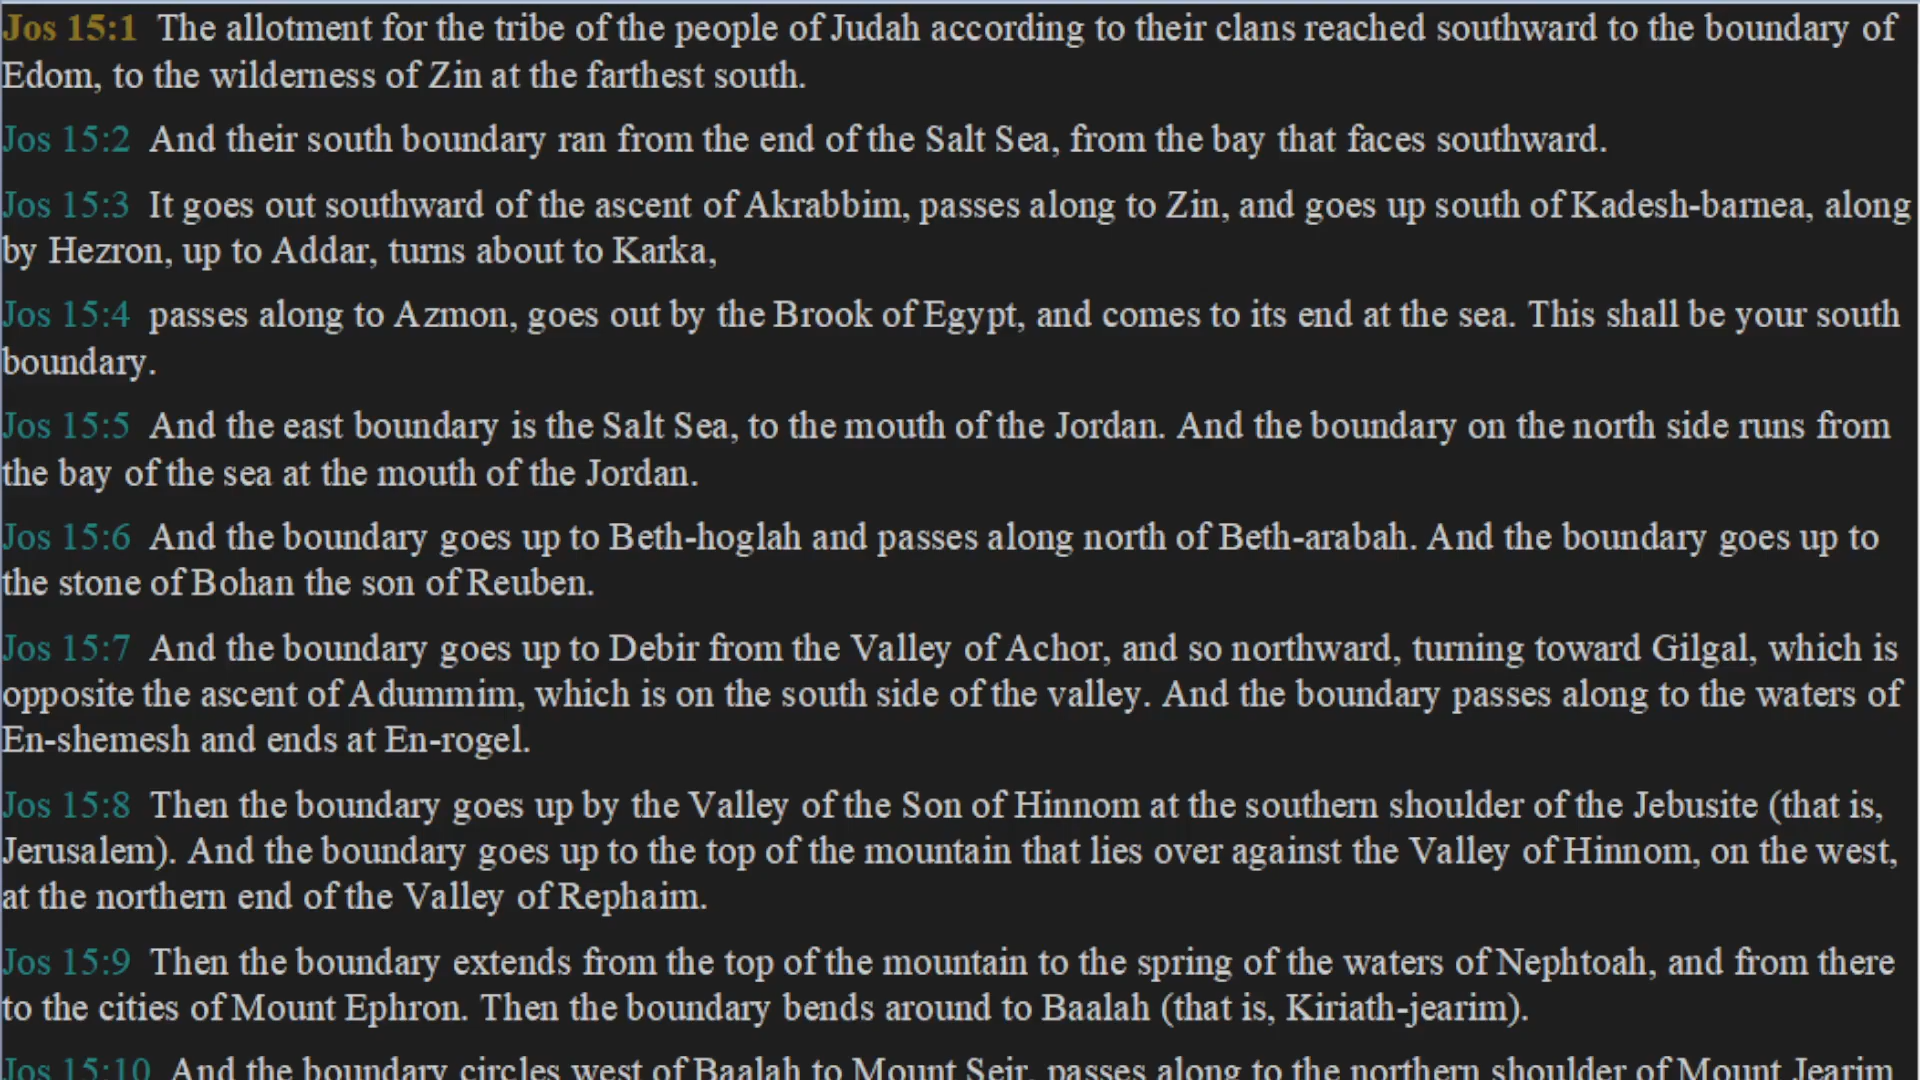 Jos 15:1 The allotment for the tribe of the people of Judah according to their clans reached southward to the boundary of
Edom, to the wilderness of Zin at the farthest south.
Jos 15:2 And their south boundary ran from the end of the Salt Sea, from the bay that faces southward.
Jos 15:3 It goes out southward of the ascent of Akrabbim, passes along to Zin, and goes up south of Kadesh-barnea, along
by Hezron, up to Addar, turns about to Karka,
Jos 15:4 passes along to Azmon, goes out by the Brook of Egypt, and comes to its end at the sea. This shall be your south
boundary.
Jos 15:5 And the east boundary is the Salt Sea, to the mouth of the Jordan. And the boundary on the north side runs from
the bay of the sea at the mouth of the Jordan.
Jos 15:6 And the boundary goes up to Beth-hoglah and passes along north of Beth-arabah. And the boundary goes up to
the stone of Bohan the son of Reuben.
Jos 15:7 And the boundary goes up to Debir from the Valley of Achor, and so northward, turning toward Gilgal, which is
opposite the ascent of Adummim, which is on the south side of the valley. And the boundary passes along to the waters of
En-shemesh and ends at En-rogel.
Jos 15:8 Then the boundary goes up by the Valley of the Son of Hinnom at the southern shoulder of the Jebusite (that is,
Jerusalem). And the boundary goes up to the top of the mountain that lies over against the Valley of Hinnom, on the west,
at the northern end of the Valley of Rephaim.
Jos 15:9 Then the boundary extends from the top of the mountain to the spring of the waters of Nephtoah, and from there
to the cities of Mount Ephron. Then the boundary bends around to Baalah (that is, Kiriath-jearim).
Jos 15:10 And the boundary circles west of Baalah to Mount Seir, passes along to the northern shoulder of Mount Jearim